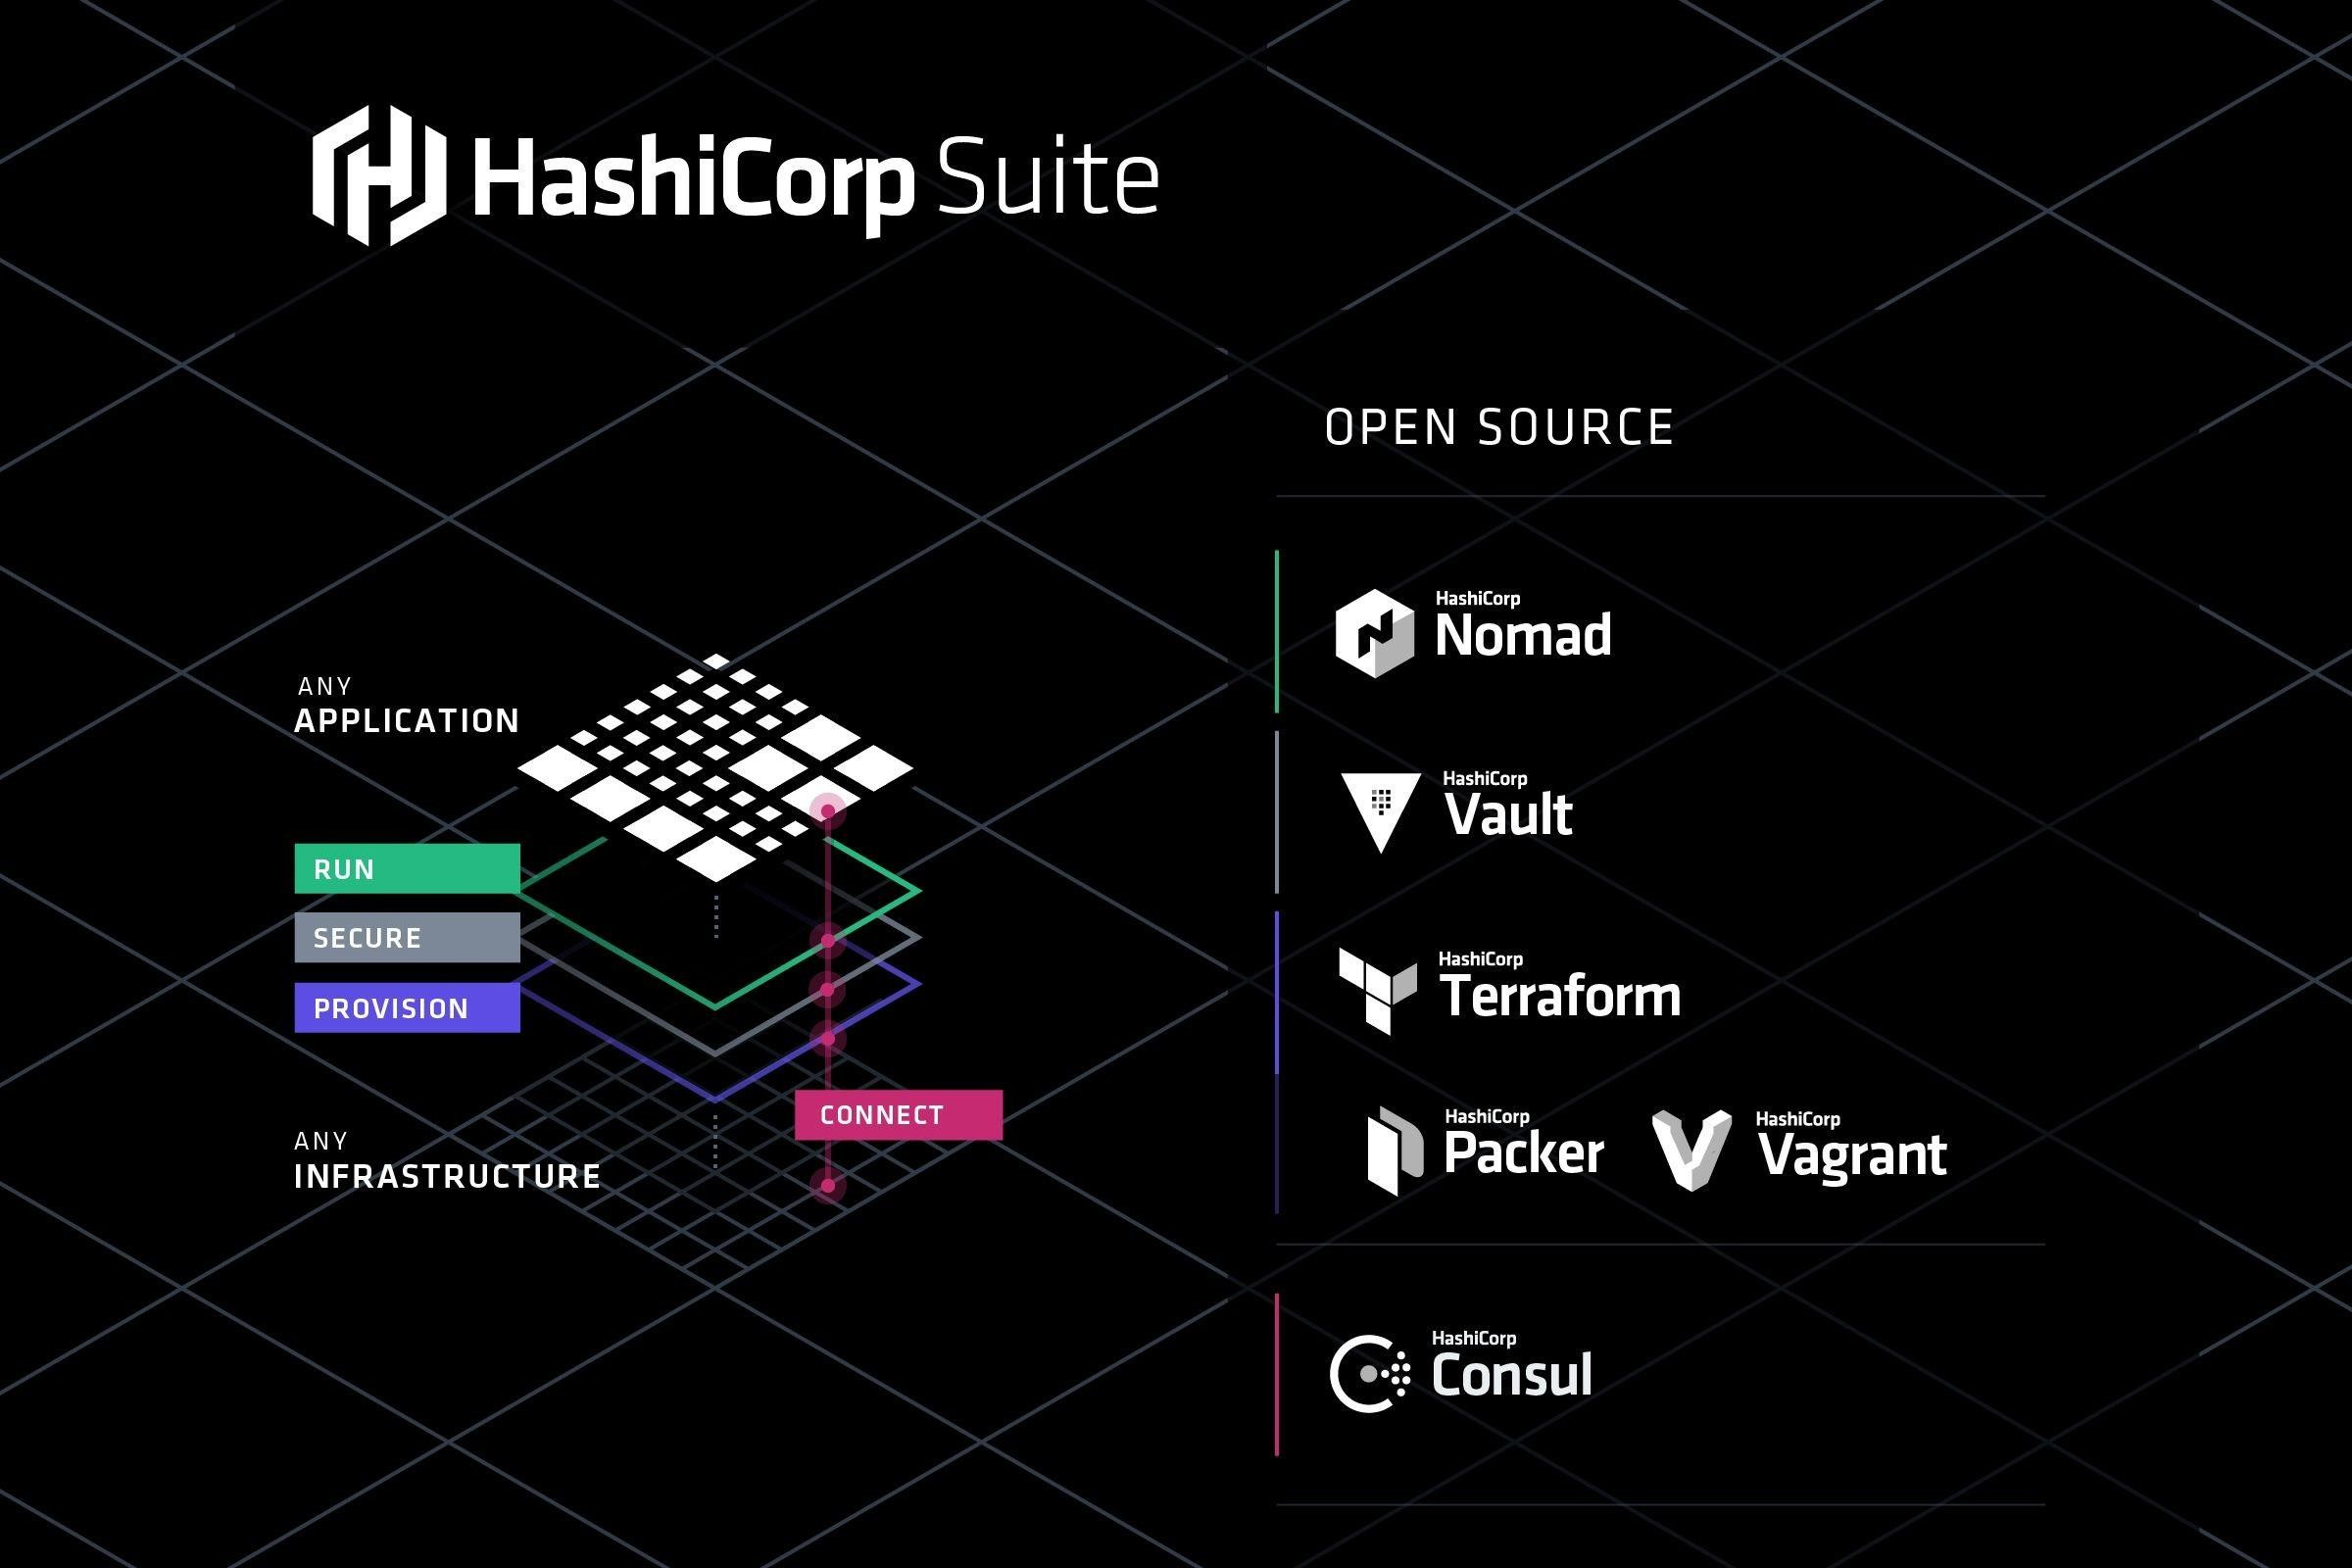 HashiCorp Suite
ANY
APPLICATION
RUN
SECURE
PROVISION
CONNECT
ANY
INFRASTRUCTURE
OPEN SOURCE
HashiCorp
Nomad
HashiCorp
Vault
HashiCorp
Terraform
HashiCorp
Packer
HashiCorp
Vagrant
HashiCorp
Consul